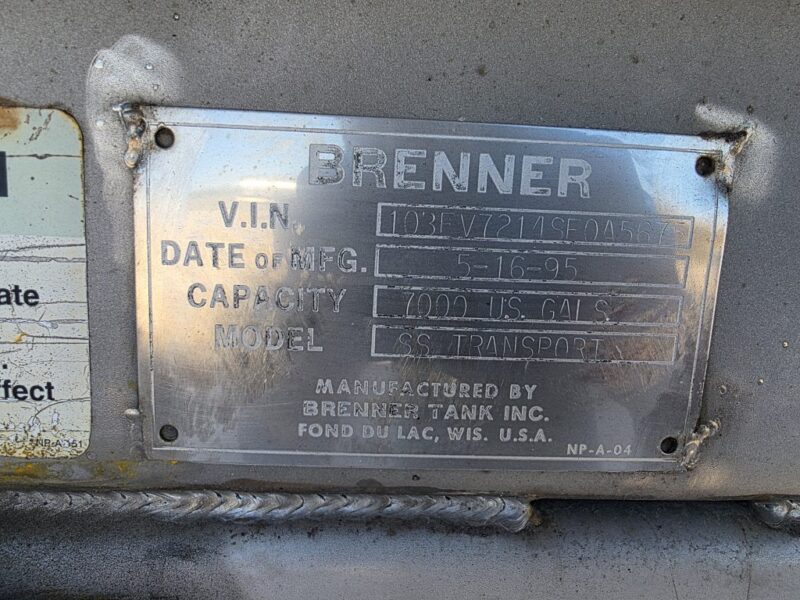 BRENNER
V.I.N.
DATE OF MFG. 5-16-95
CAPACITY 7000 US. GALS
MODEL SS TRANSPORT
MANUFACTURED BY
BRENNER TANK INC.
FOND DU LAC, WIS. U.S.A.
NP-A-04
ate
ffect